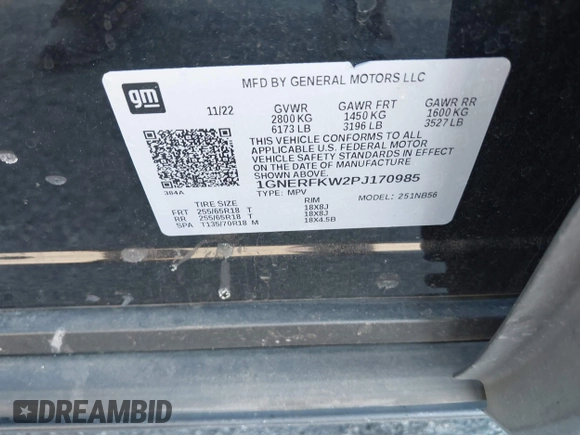 gm
MFD BY GENERAL MOTORS LLC
11/22 GVWR GAWR FRT GAWR RR
2800 KG 1450 KG 1600 KG
6173 LB 3196 LB 3527 LB
THIS VEHICLE CONFORMS TO ALL
APPLICABLE U.S. FEDERAL MOTOR
VEHICLE SAFETY STANDARDS IN EFFECT
ON THE DATE OF MANUFACTURE
SHOWN ABOVE.
1GNERFKW2PJ170985
384A
TYPE: MPV MODEL: 251NB56
TIRE SIZE RIM
FRT 255/65R18 T 18X8J
RR 255/65R18 T 18X8J
SPA T135/70R18 M 18X4.5B
DREAMBID